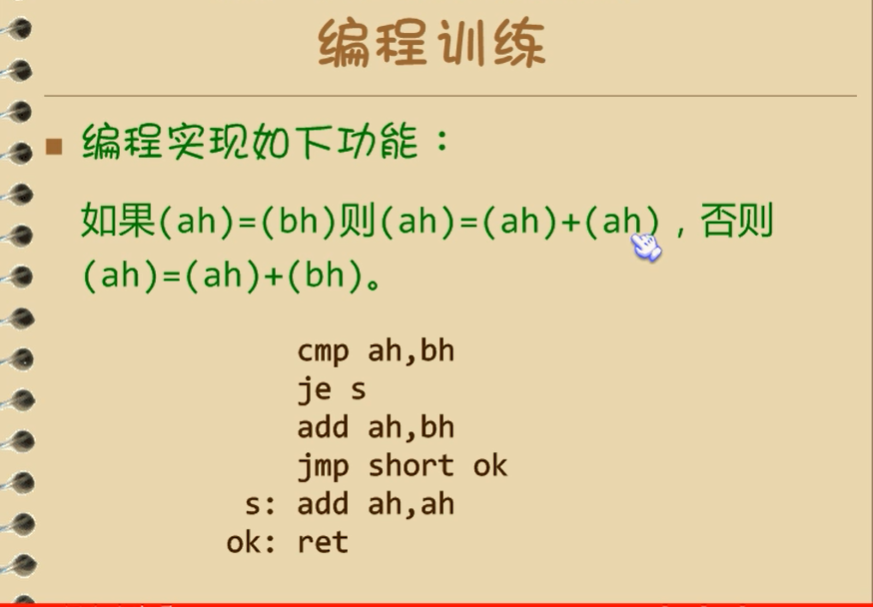 编程训练
编程实现如下功能：
如果(ah)=(bh)则(ah)=(ah)+(ah)，否则
(ah)=(ah)+(bh)。
cmp ah,bh
je s
add ah,bh
jmp short ok
s: add ah,ah
ok: ret